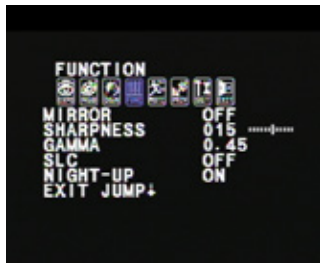 FUNCTION
MIRROR OFF
SHARPNESS 015
GAMMA 0.45
SLC OFF
NIGHT-UP ON
EXIT JUMP↓